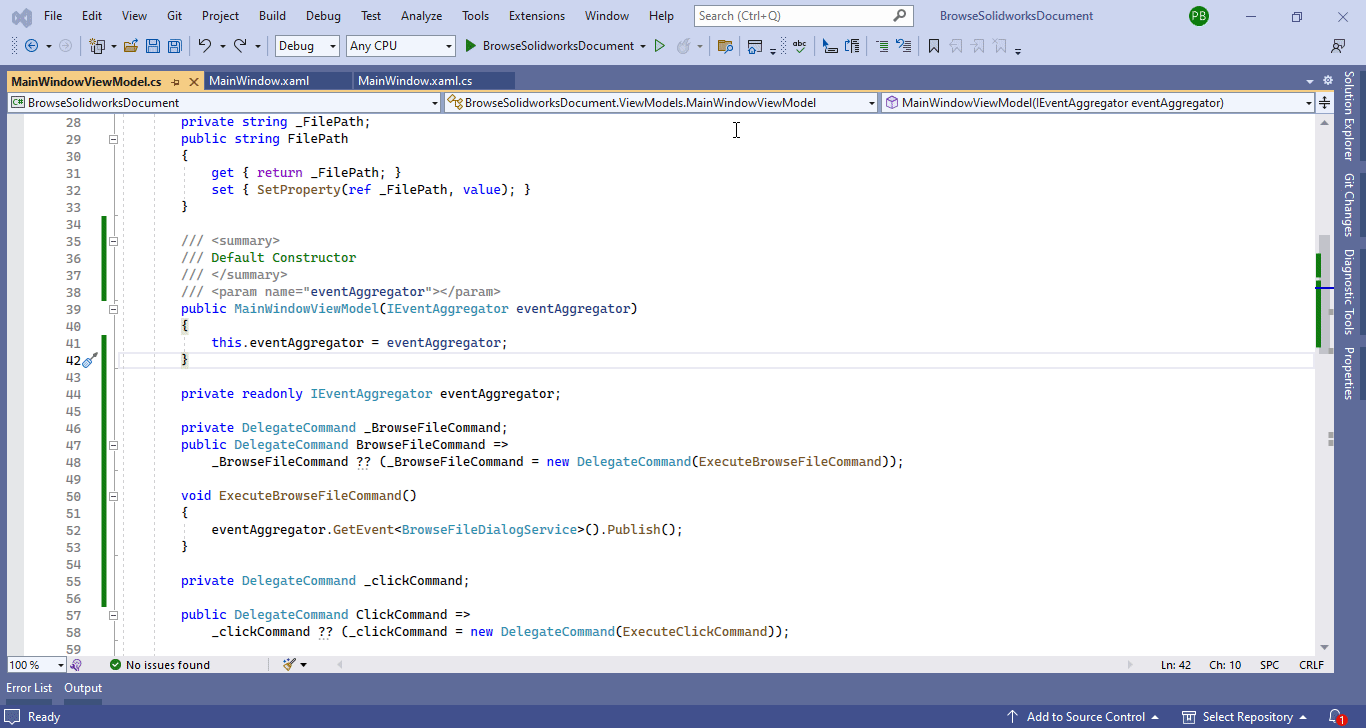 File Edit View Git Project Build Debug Test Analyze Tools Extensions Window Help Search (Ctrl+Q) BrowseSolidworksDocument PB
Debug Any CPU BrowseSolidworksDocument abc
MainWindowViewModel.cs MainWindow.xaml MainWindow.xaml.cs
C# BrowseSolidworksDocument BrowseSolidworksDocument.ViewModels.MainWindowViewModel MainWindowViewModel(IEventAggregator eventAggregator)
28 private string _FilePath;
29 public string FilePath
30 {
31 get { return _FilePath; }
32 set { SetProperty(ref _FilePath, value); }
33 }
34
35 /// <summary>
36 /// Default Constructor
37 /// </summary>
38 /// <param name="eventAggregator"></param>
39 public MainWindowViewModel(IEventAggregator eventAggregator)
40 {
41 this.eventAggregator = eventAggregator;
42 }
43
44 private readonly IEventAggregator eventAggregator;
45
46 private DelegateCommand _BrowseFileCommand;
47 public DelegateCommand BrowseFileCommand =>
48 _BrowseFileCommand ?? (_BrowseFileCommand = new DelegateCommand(ExecuteBrowseFileCommand));
49
50 void ExecuteBrowseFileCommand()
51 {
52 eventAggregator.GetEvent<BrowseFileDialogService>().Publish();
53 }
54
55 private DelegateCommand _clickCommand;
56
57 public DelegateCommand ClickCommand =>
58 _clickCommand ?? (_clickCommand = new DelegateCommand(ExecuteClickCommand));
59
Solution Explorer
Git Changes
Diagnostic Tools
Properties
100 % No issues found Ln: 42 Ch: 10 SPC CRLF
Error List Output
Ready Add to Source Control Select Repository 1